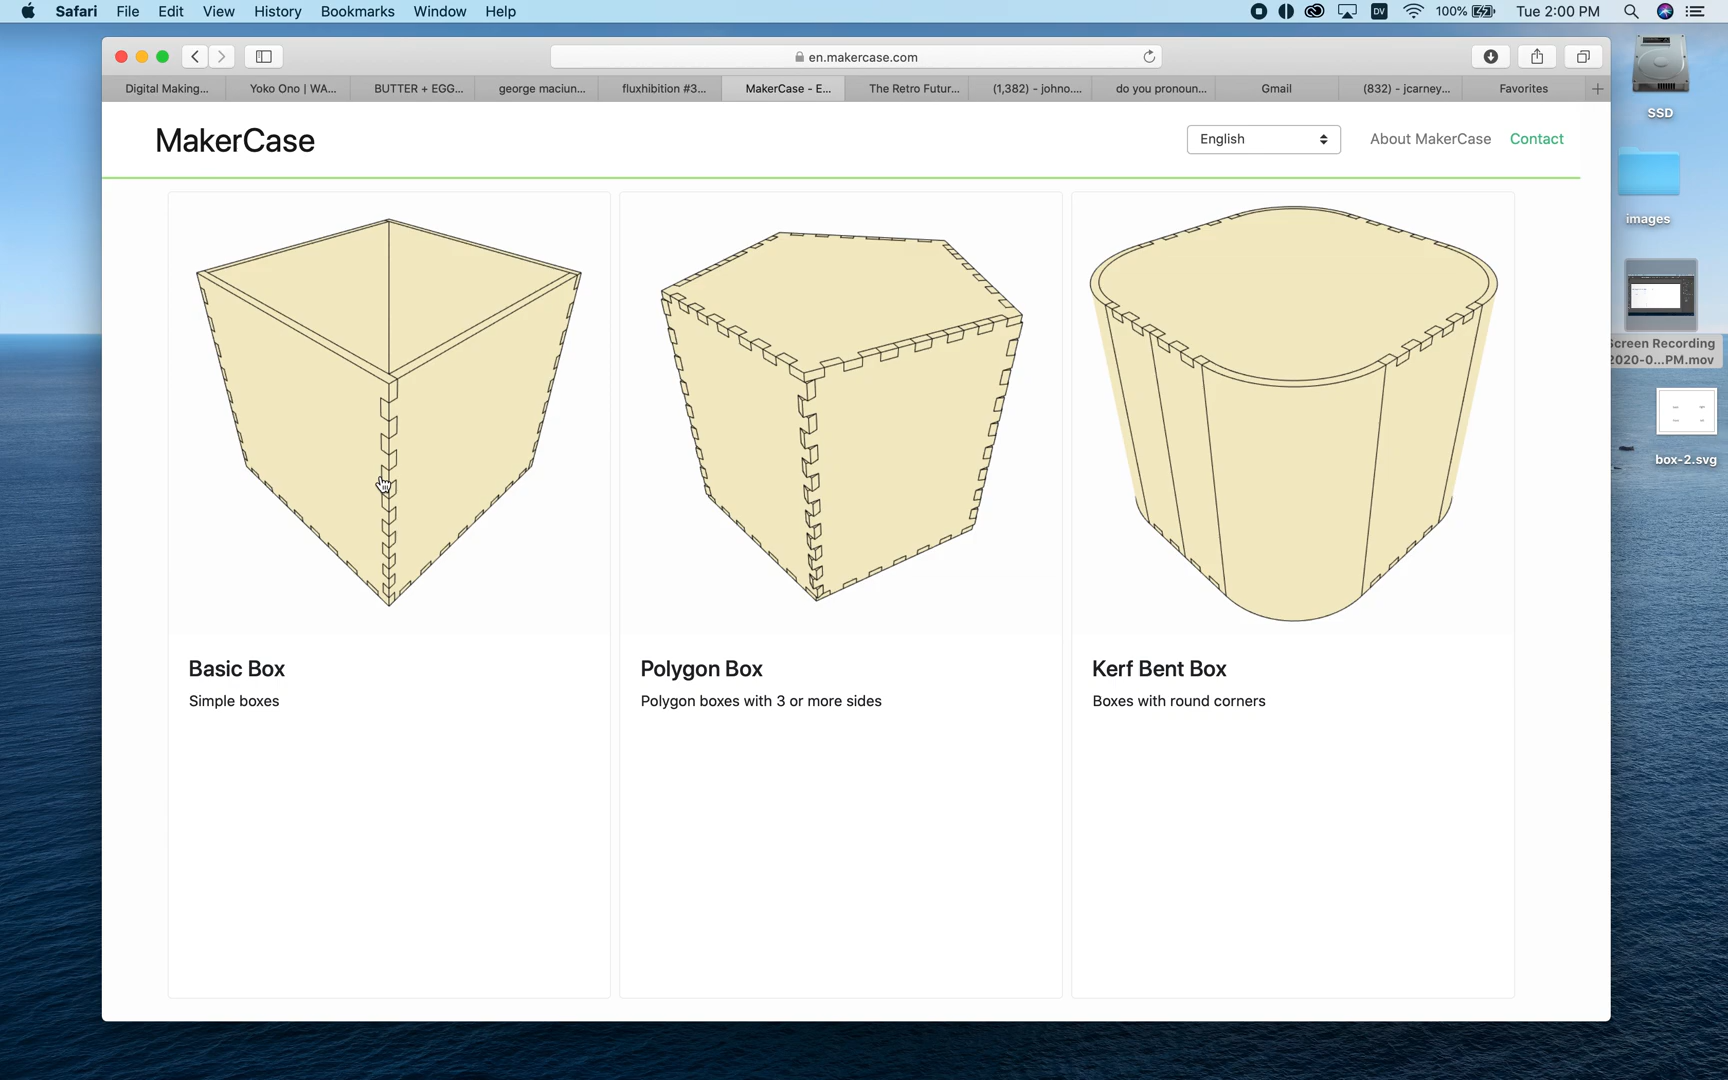 Safari File Edit View History Bookmarks Window Help DV 100% Tue 2:00 PM
en.makercase.com
Digital Making... Yoko Ono | WA... BUTTER + EGG... george maciun... fluxhibition #3... MakerCase - E... The Retro Futur... (1,382) - johno.... do you pronoun... Gmail (832) - jcarney... Favorites
MakerCase
English
About MakerCase Contact
Basic Box
Simple boxes
Polygon Box
Polygon boxes with 3 or more sides
Kerf Bent Box
Boxes with round corners
SSD
images
Screen Recording
2020-0...PM.mov
box-2.svg